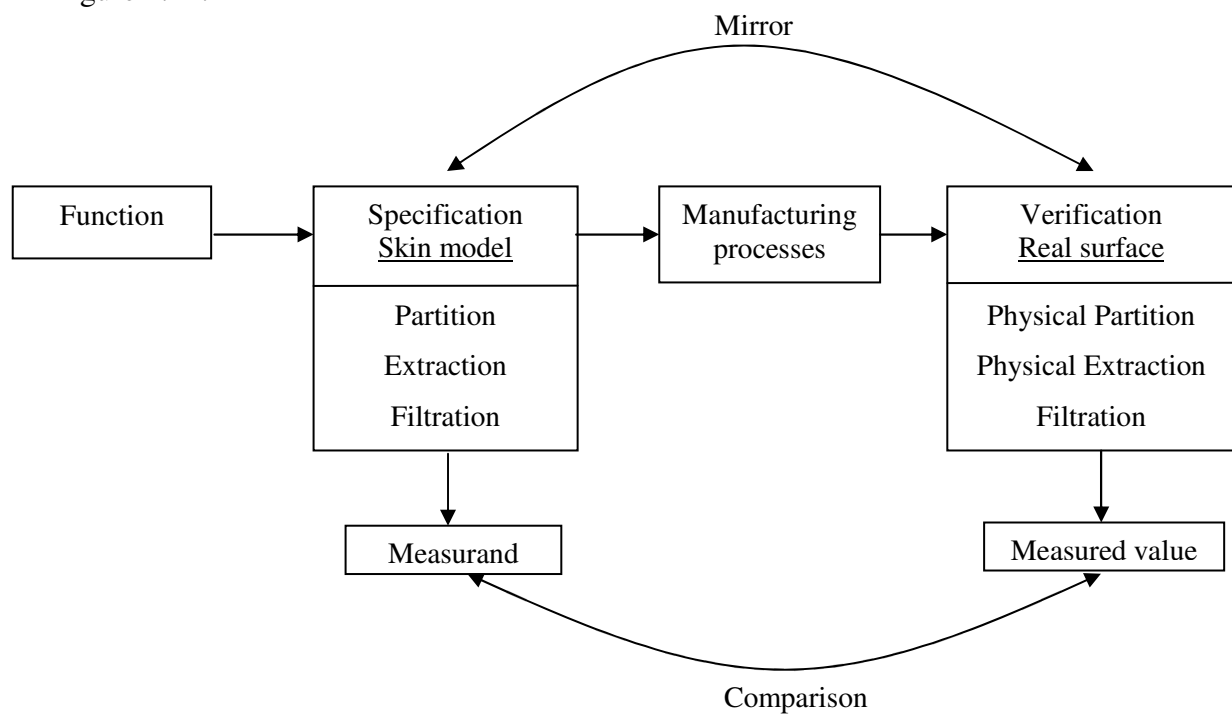 Mirror
Function
Specification
Skin model
Manufacturing
processes
Verification
Real surface
Partition
Extraction
Filtration
Physical Partition
Physical Extraction
Filtration
Measurand
Measured value
Comparison